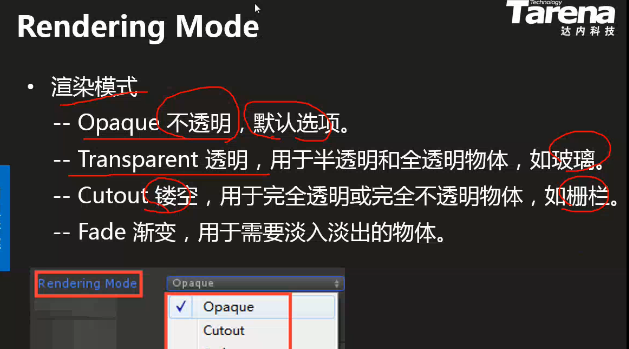 Technology
Tarena
达内科技
Rendering Mode
• 渲染模式
-- Opaque 不透明，默认选项。
-- Transparent 透明，用于半透明和全透明物体，如玻璃。
-- Cutout 镂空，用于完全透明或完全不透明物体，如栅栏。
-- Fade 渐变，用于需要淡入淡出的物体。
Rendering Mode Opaque
✓ Opaque
Cutout